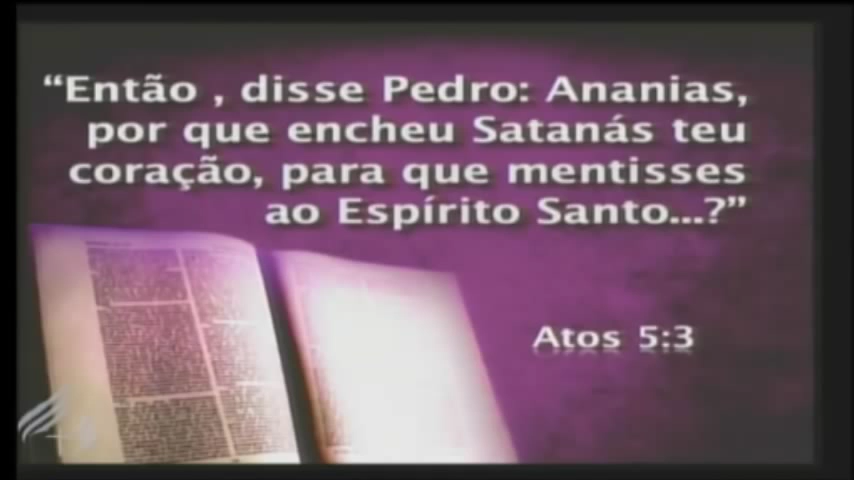 “Então , disse Pedro: Ananias,
por que encheu Satanás teu
coração, para que mentisses
ao Espírito Santo...?”
Atos 5:3